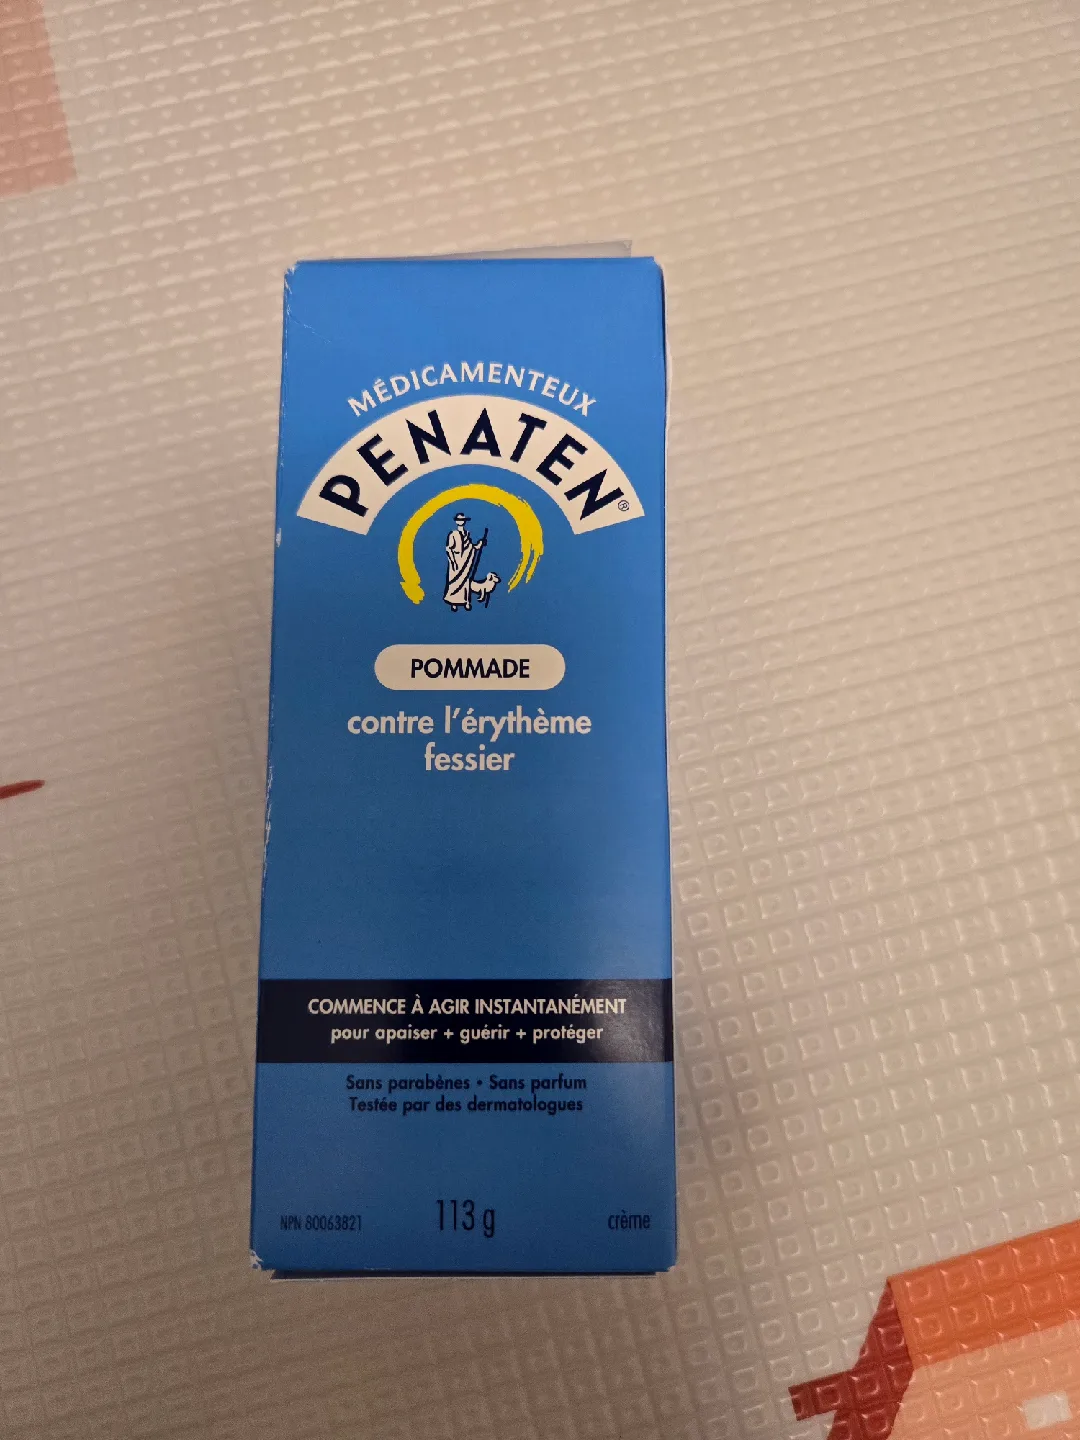 MÉDICAMENTEUX
PENATEN®
POMMADE
contre l'érythème
fessier
COMMENCE À AGIR INSTANTANÉMENT
pour apaiser + guérir + protéger
Sans parabènes • Sans parfum
Testée par des dermatologues
NPN 80063821 113 g crème